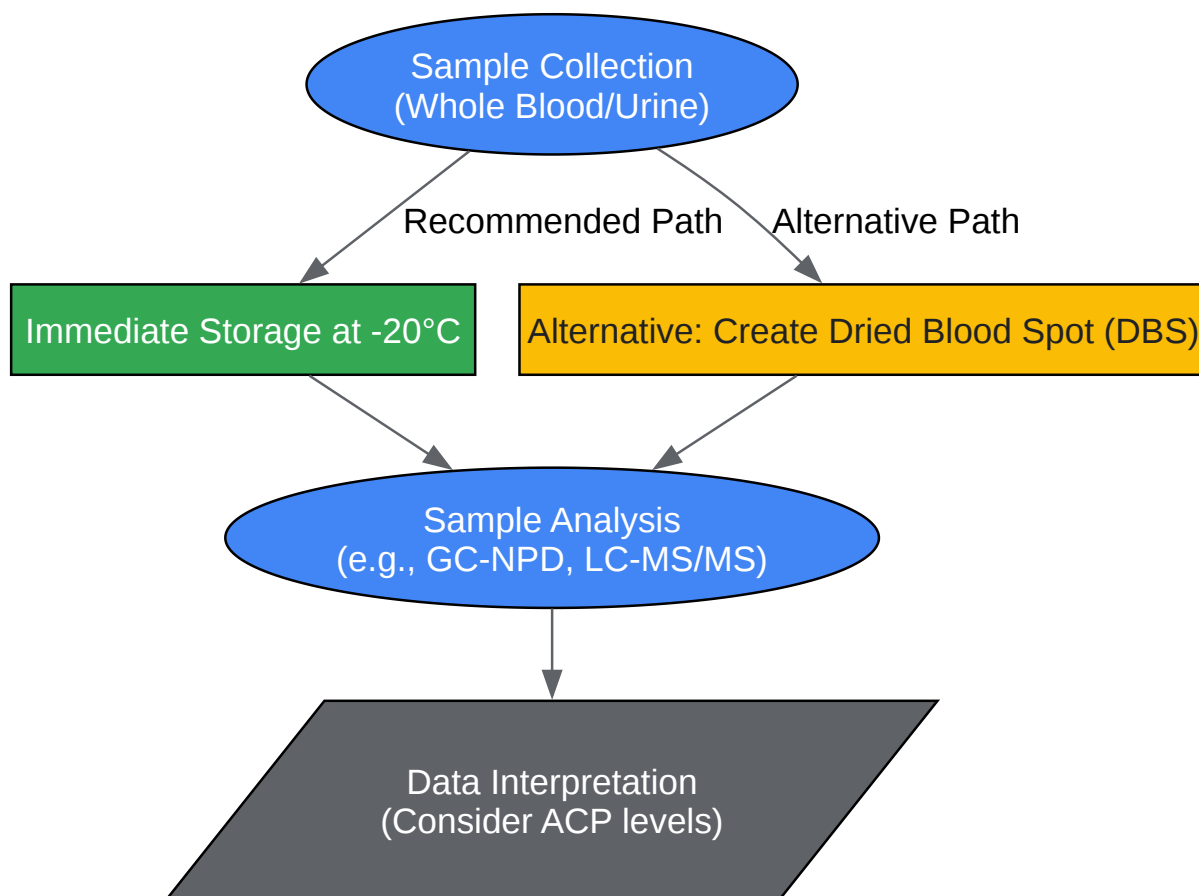 Sample Collection
(Whole Blood/Urine)
Recommended Path
Alternative Path
Immediate Storage at -20°C
Alternative: Create Dried Blood Spot (DBS)
Sample Analysis
(e.g., GC-NPD, LC-MS/MS)
Data Interpretation
(Consider ACP levels)